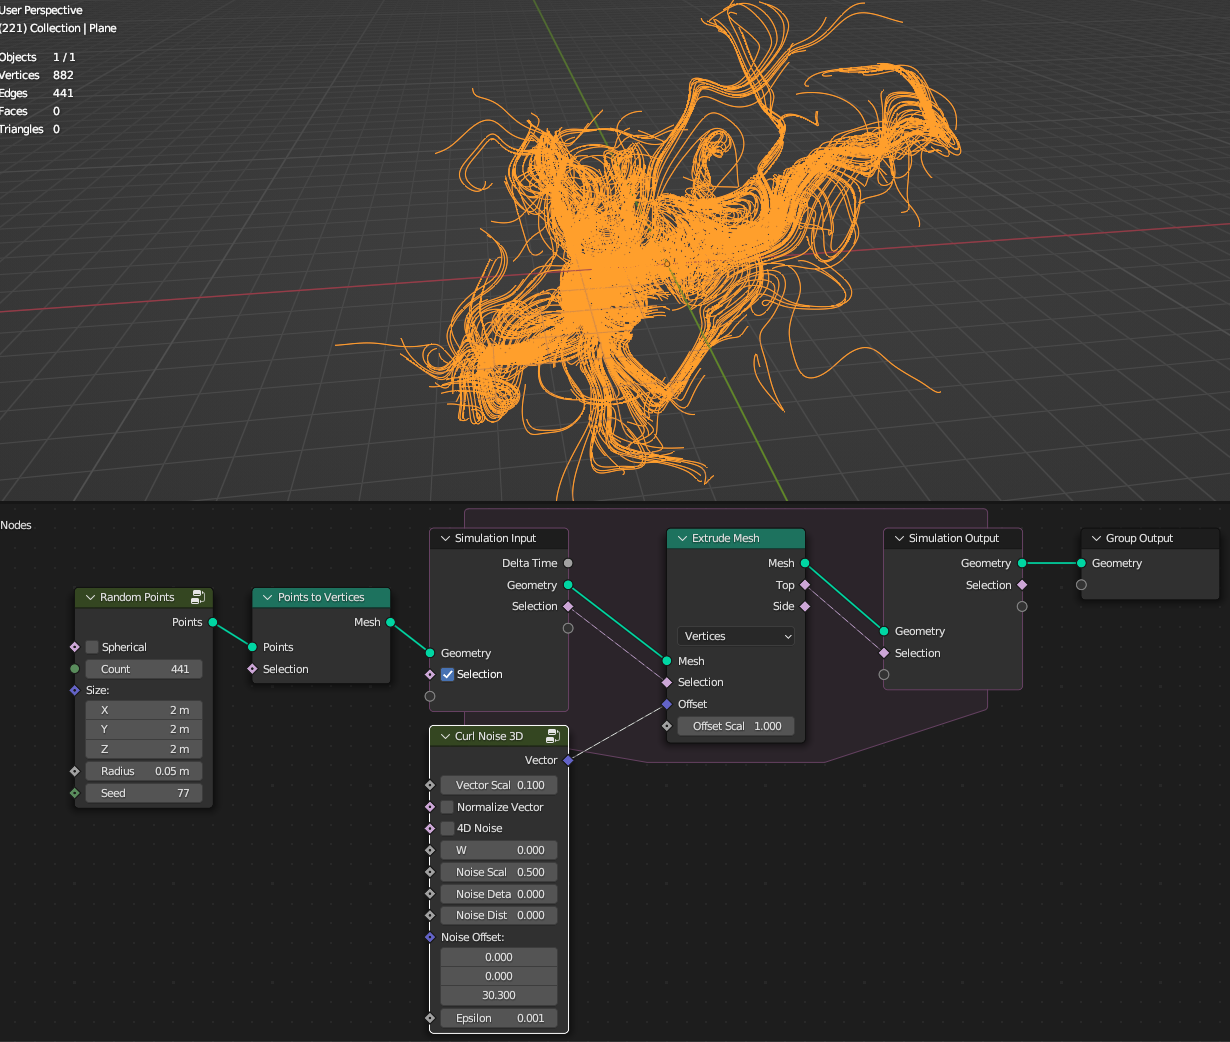 User Perspective
(221) Collection | Plane
Objects 1 / 1
Vertices 882
Edges 441
Faces 0
Triangles 0
Nodes
Random Points
Points
Spherical
Count 441
Size:
X 2 m
Y 2 m
Z 2 m
Radius 0.05 m
Seed 77
Points to Vertices
Mesh
Points
Selection
Simulation Input
Delta Time
Geometry
Selection
Geometry
Selection
Curl Noise 3D
Vector
Vector Scal 0.100
Normalize Vector
4D Noise
W 0.000
Noise Scal 0.500
Noise Deta 0.000
Noise Dist 0.000
Noise Offset:
0.000
0.000
30.300
Epsilon 0.001
Extrude Mesh
Mesh
Top
Side
Vertices
Mesh
Selection
Offset
Offset Scal 1.000
Simulation Output
Geometry
Selection
Geometry
Selection
Group Output
Geometry